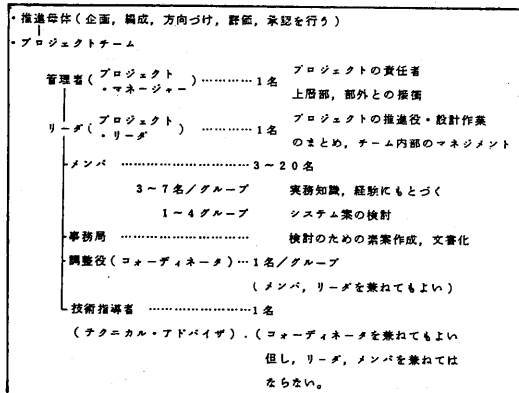 ・推進母体(企画,編成,方向づけ,評価,承認を行う)
・プロジェクトチーム
管理者(プロジェクト・マネージャー)…………1名 プロジェクトの責任者
上層部,部外との接衝
リーダ(プロジェクト・リーダ)…………1名 プロジェクトの推進役・設計作業
のまとめ,チーム内部のマネジメント
メンバ……………………………3~20名
3~7名/グループ 実務知識,経験にもとづく
1~4グループ システム案の検討
事務局……………………………検討のための素案作成,文書化
調整役(コォーディネータ)…1名/グループ
(メンバ,リーダを兼ねてもよい)
技術指導者………………1名
(テクニカル・アドバイザ).(コォーディネータを兼ねてもよい
但し,リーダ,メンバを兼ねては
ならない。